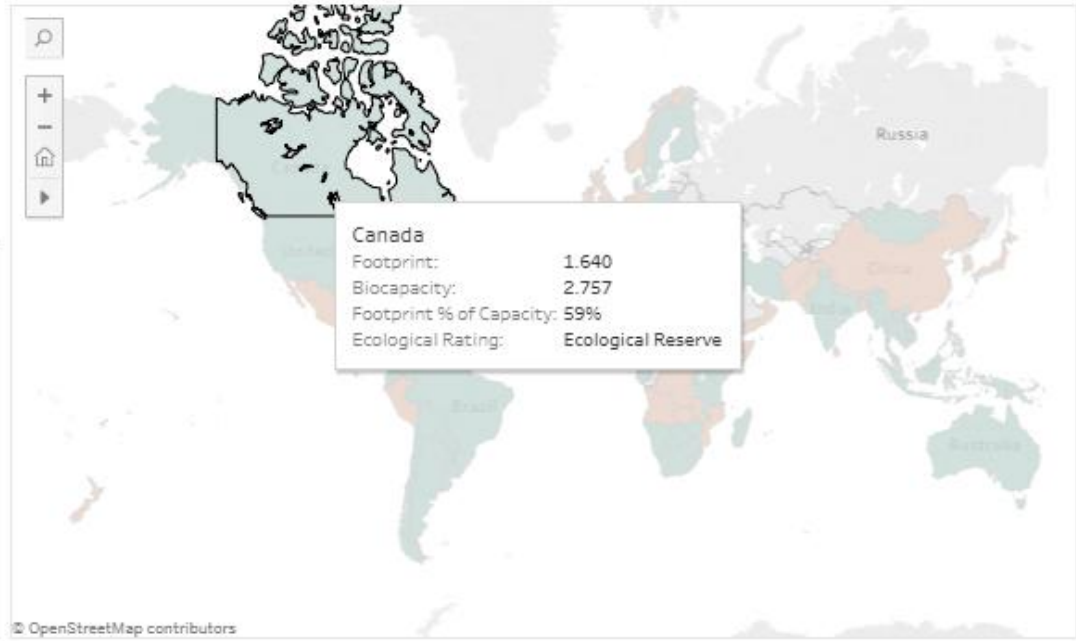 Russia
China
Brazil
Australia
Canada
Footprint: 1.640
Biocapacity: 2.757
Footprint % of Capacity: 59%
Ecological Rating: Ecological Reserve
© OpenStreetMap contributors